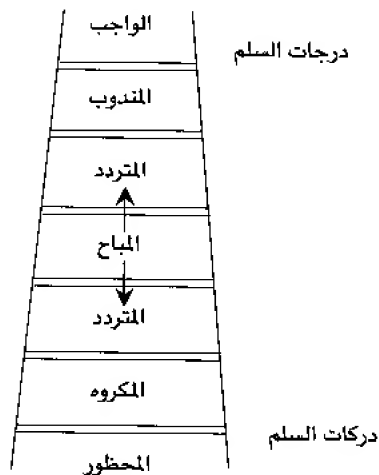 الواجب
درجات السلم
المندوب
المتردد
المباح
المتردد
المكروه
دركات السلم
المحظور